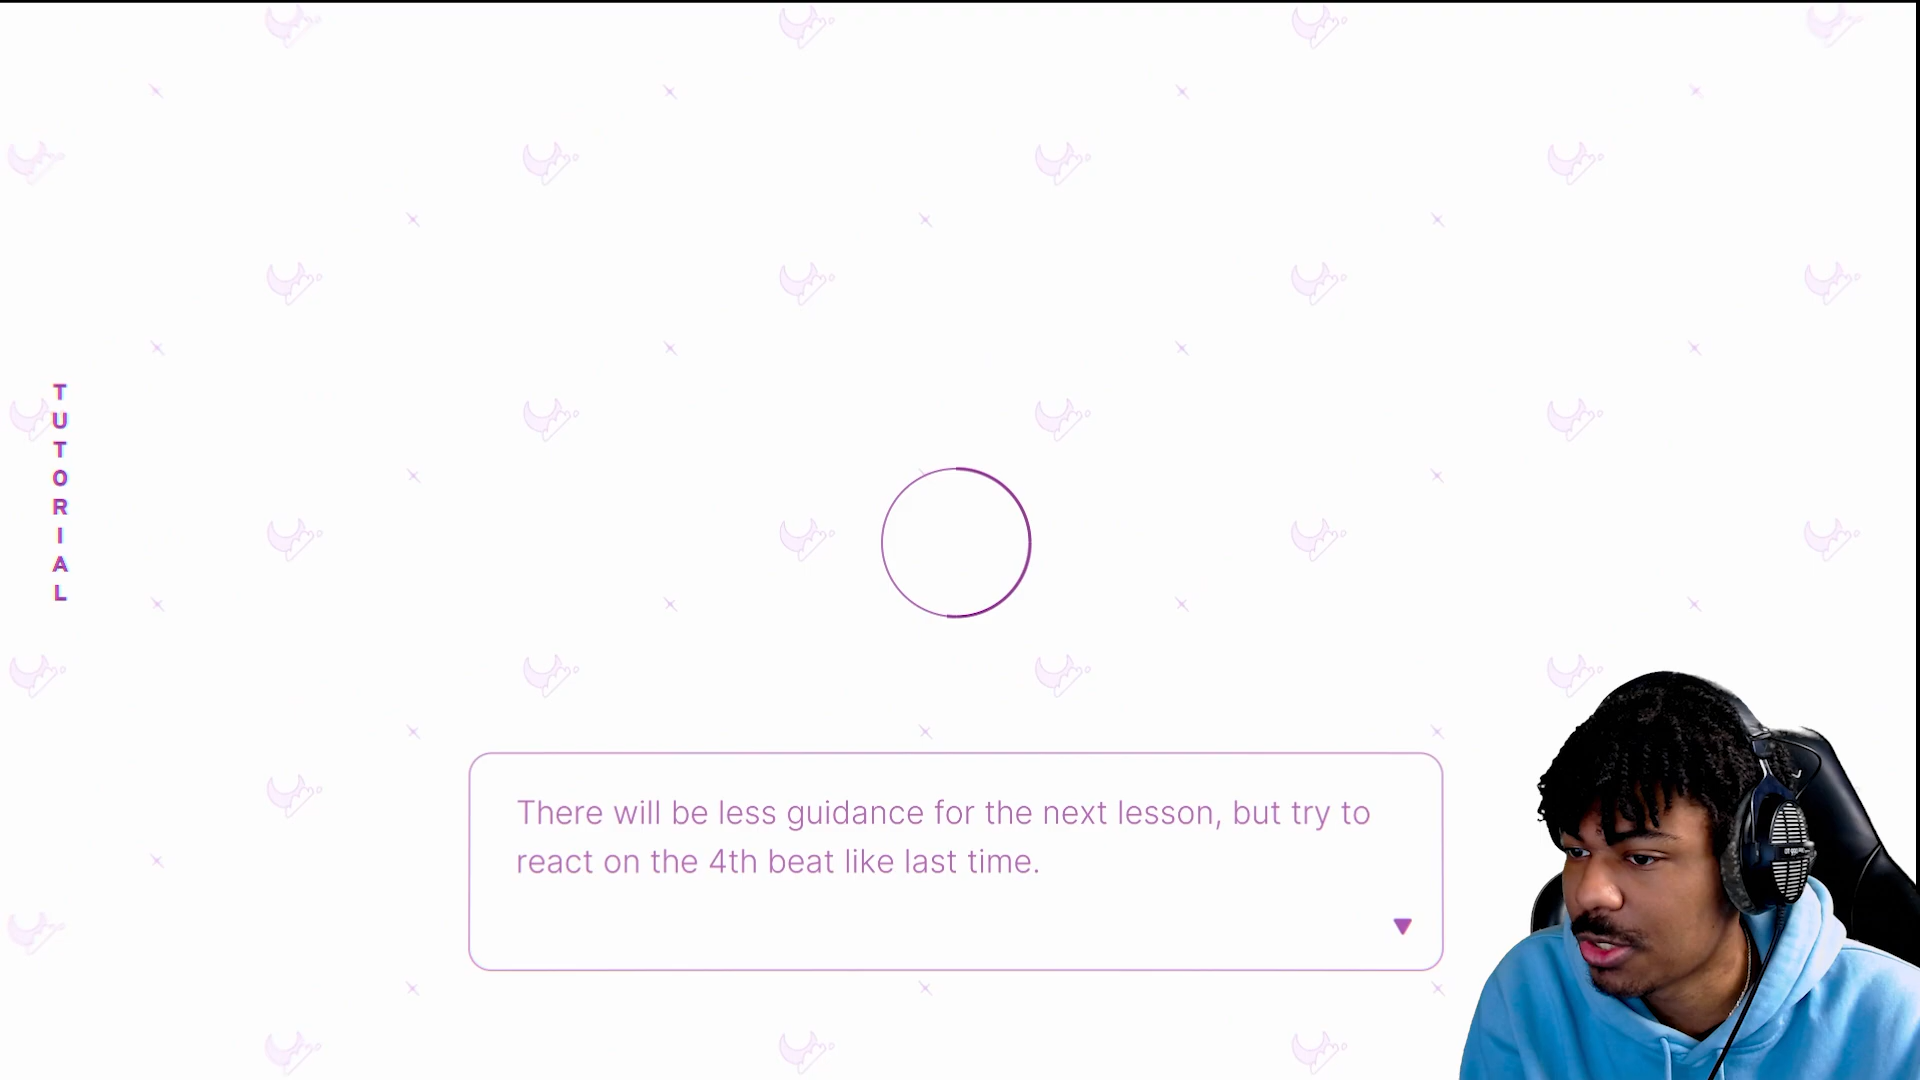 TUTORIAL
There will be less guidance for the next lesson, but try to
react on the 4th beat like last time.